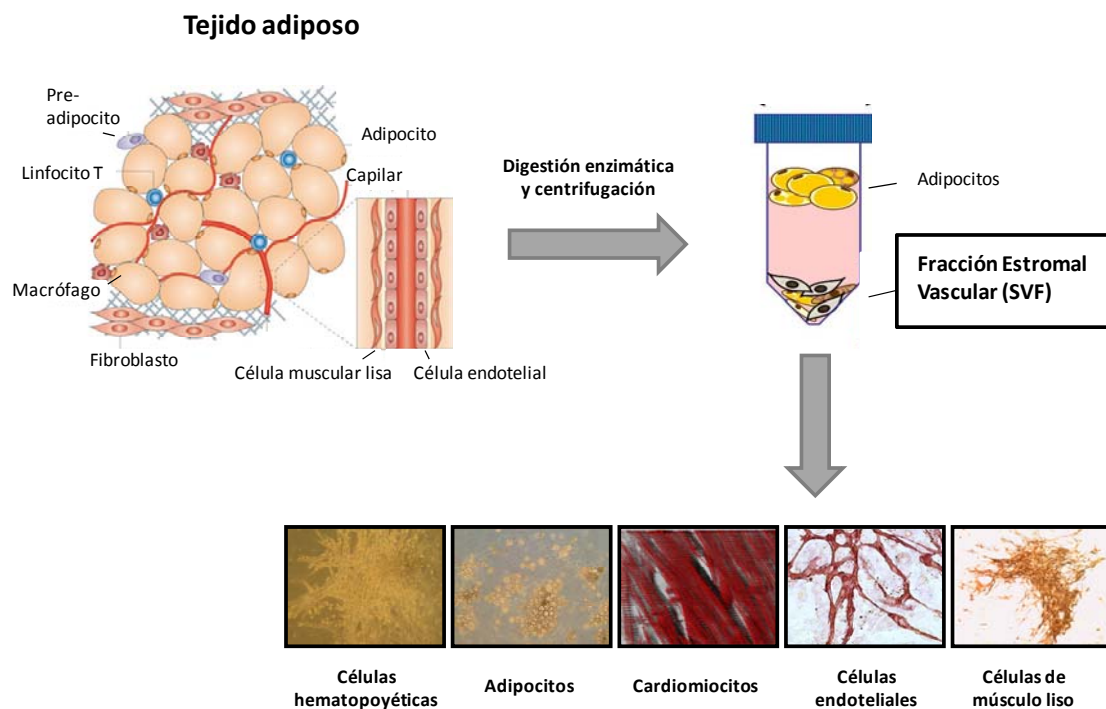 Tejido adiposo
Pre-
adipocito
Adipocito
Linfocito T
Capilar
Macrófago
Fibroblasto
Célula muscular lisa
Célula endotelial
Digestión enzimática
y centrifugación
Adipocitos
Fracción Estromal
Vascular (SVF)
Células
hematopoyéticas
Adipocitos
Cardiomiocitos
Células
endoteliales
Células de
músculo liso